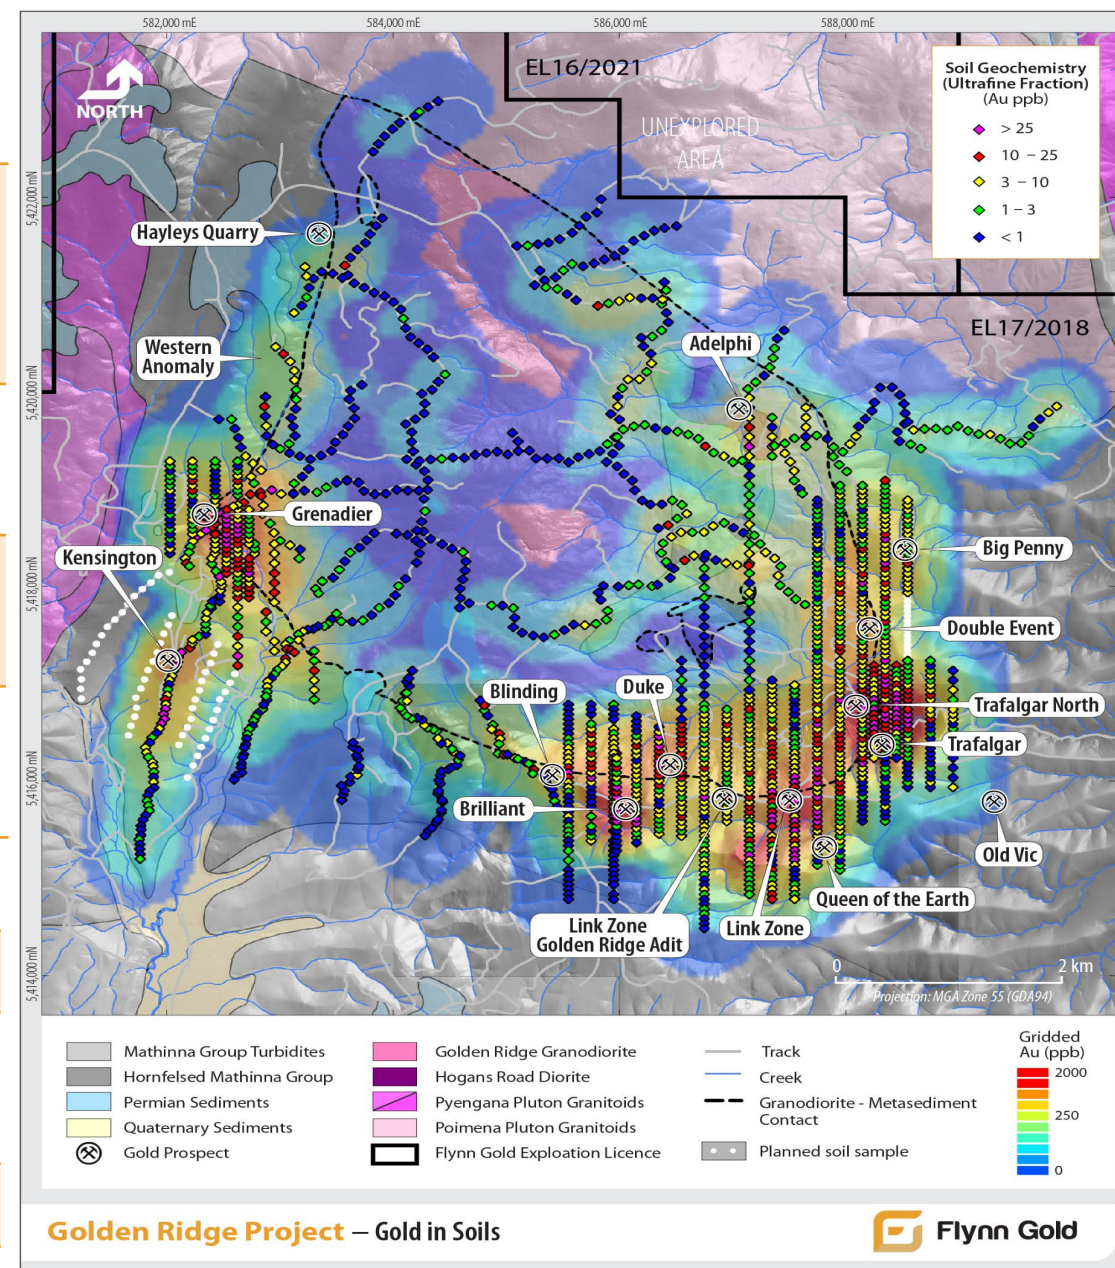 582,000 mE
584,000 mE
586,000 mE
588,000 mE
5,422,000 mN
5,420,000 mN
5,418,000 mN
5,416,000 mN
5,414,000 mN
NORTH
EL16/2021
UNEXPLORED
AREA
EL17/2018
Soil Geochemistry
(Ultrafine Fraction)
(Au ppb)
> 25
10 – 25
3 – 10
1 – 3
< 1
Hayleys Quarry
Western
Anomaly
Adelphi
Grenadier
Kensington
Big Penny
Double Event
Blinding
Duke
Trafalgar North
Trafalgar
Brilliant
Old Vic
Queen of the Earth
Link Zone
Golden Ridge Adit
Link Zone
0
2 km
Projection: MGA Zone 55 (GDA94)
Mathinna Group Turbidites
Hornfelsed Mathinna Group
Permian Sediments
Quaternary Sediments
Gold Prospect
Golden Ridge Granodiorite
Hogans Road Diorite
Pyengana Pluton Granitoids
Poimena Pluton Granitoids
Flynn Gold Exploation Licence
Track
Creek
Granodiorite - Metasediment
Contact
Planned soil sample
Gridded
Au (ppb)
2000
250
0
Golden Ridge Project – Gold in Soils
Flynn Gold